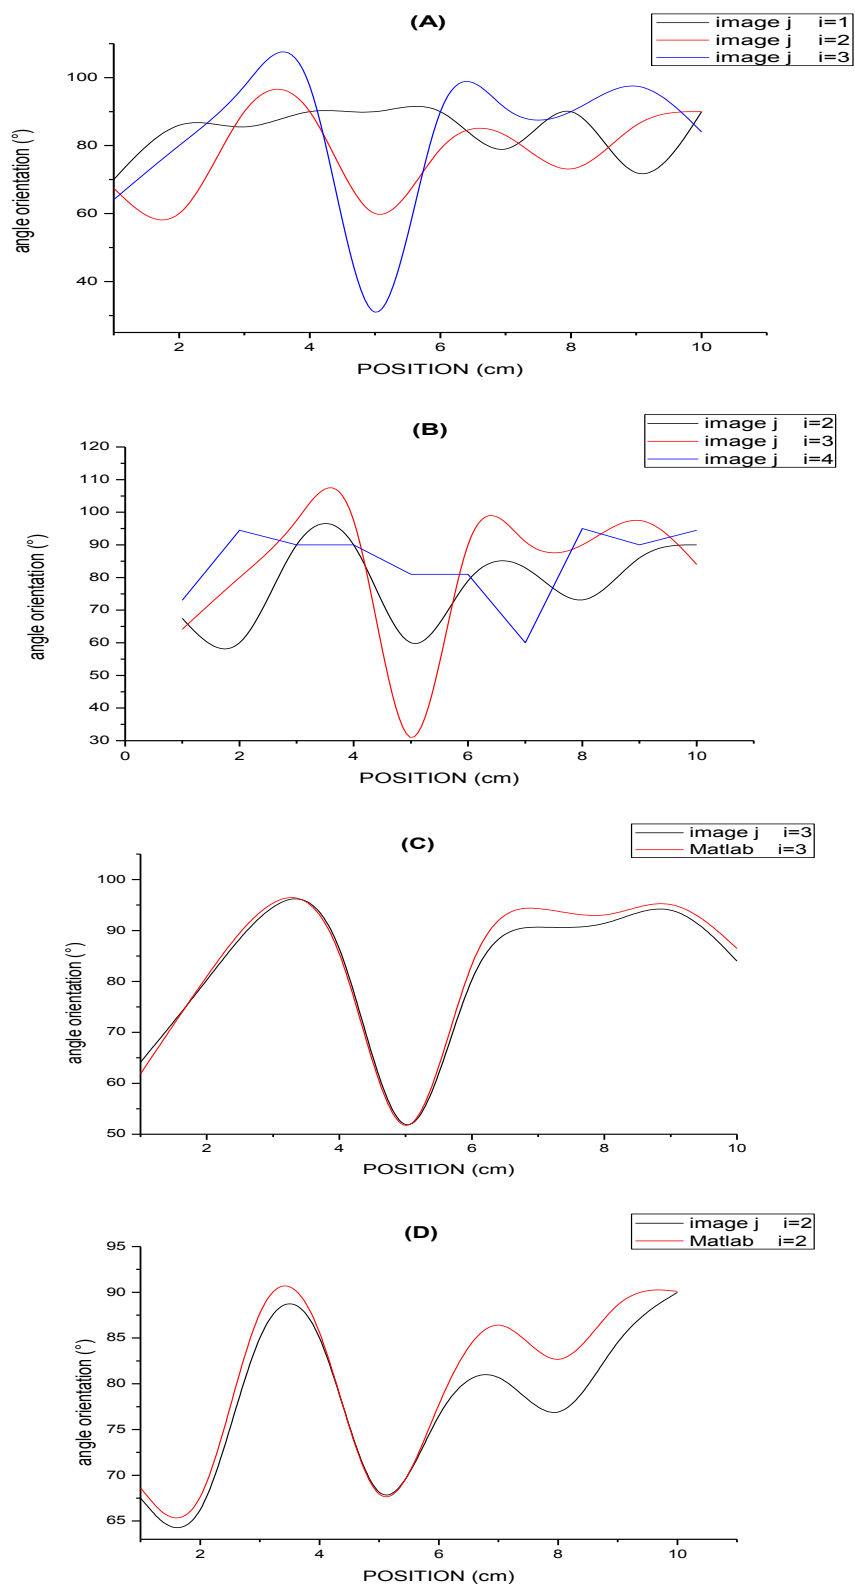 (A)
image j i=1
image j i=2
image j i=3
100
80
60
40
angle orientation (°)
2 4 6 8 10
POSITION (cm)
(B)
image j i=2
image j i=3
image j i=4
120
110
100
90
80
70
60
50
40
30
angle orientation (°)
0 2 4 6 8 10
POSITION (cm)
(C)
image j i=3
Matlab i=3
100
90
80
70
60
50
angle orientation (°)
2 4 6 8 10
POSITION (cm)
(D)
image j i=2
Matlab i=2
95
90
85
80
75
70
65
angle orientation (°)
2 4 6 8 10
POSITION (cm)